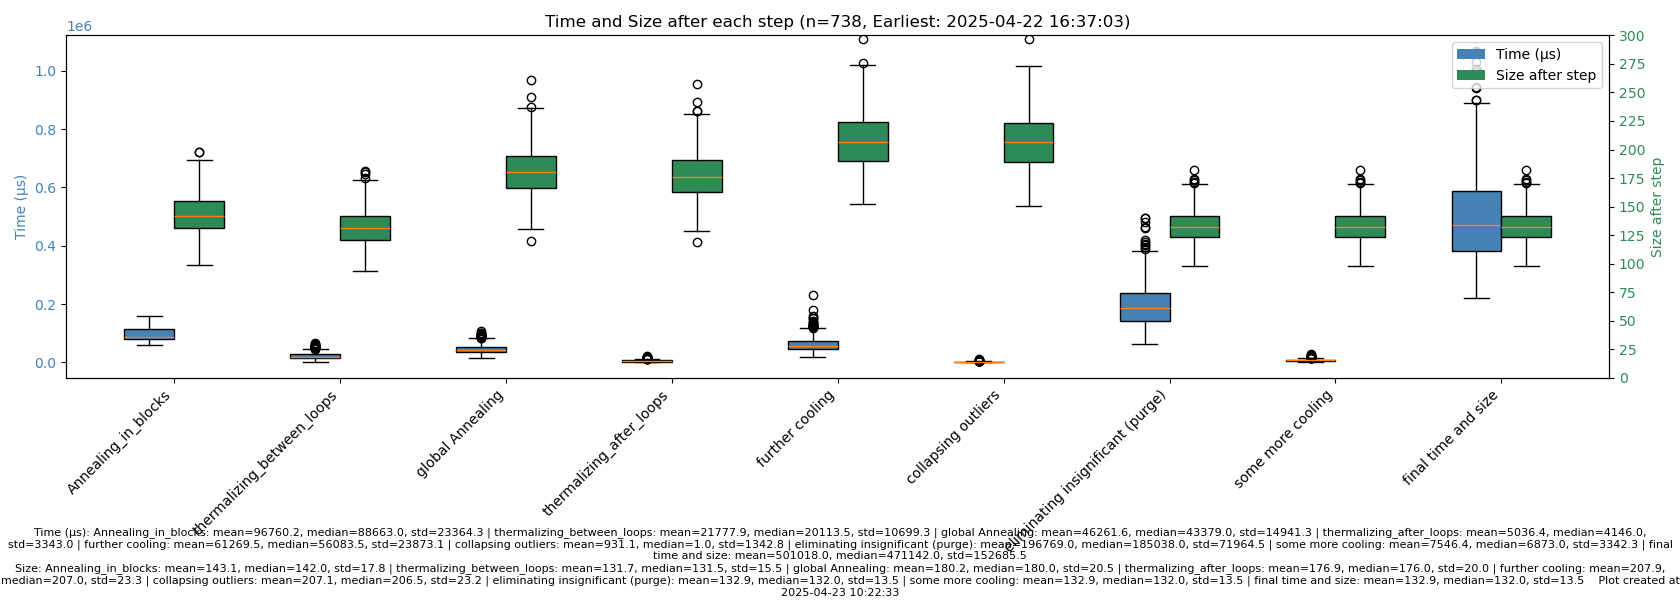 Time and Size after each step (n=738, Earliest: 2025-04-22 16:37:03)
1e6
1.0
0.8
0.6
0.4
0.2
0.0
Time (µs)
300
275
250
225
200
175
150
125
100
75
50
25
0
Size after step
Time (µs)
Size after step
Annealing_in_blocks
thermalizing_between_loops
global Annealing
thermalizing_after_loops
further cooling
collapsing outliers
eliminating insignificant (purge)
some more cooling
final time and size
Time (µs): Annealing_in_blocks: mean=96760.2, median=88663.0, std=23364.3 | thermalizing_between_loops: mean=21777.9, median=20113.5, std=10699.3 | global Annealing: mean=46261.6, median=43379.0, std=14941.3 | thermalizing_after_loops: mean=5036.4, median=4146.0,
std=3343.0 | further cooling: mean=61269.5, median=56083.5, std=23873.1 | collapsing outliers: mean=931.1, median=1.0, std=1342.8 | eliminating insignificant (purge): mean=196769.0, median=185038.0, std=71964.5 | some more cooling: mean=7546.4, median=6873.0, std=3342.3 | final
time and size: mean=501018.0, median=471142.0, std=152685.5
Size: Annealing_in_blocks: mean=143.1, median=142.0, std=17.8 | thermalizing_between_loops: mean=131.7, median=131.5, std=15.5 | global Annealing: mean=180.2, median=180.0, std=20.5 | thermalizing_after_loops: mean=176.9, median=176.0, std=20.0 | further cooling: mean=207.9,
median=207.0, std=23.3 | collapsing outliers: mean=207.1, median=206.5, std=23.2 | eliminating insignificant (purge): mean=132.9, median=132.0, std=13.5 | some more cooling: mean=132.9, median=132.0, std=13.5 | final time and size: mean=132.9, median=132.0, std=13.5    Plot created at
2025-04-23 10:22:33